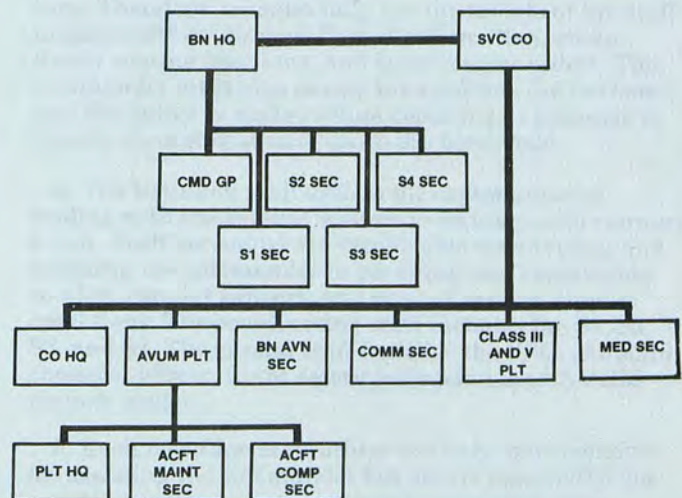 BN HQ
SVC CO
CMD GP
S2 SEC
S4 SEC
S1 SEC
S3 SEC
CO HQ
AVUM PLT
BN AVN
SEC
COMM SEC
CLASS III
AND V
PLT
MED SEC
PLT HQ
ACFT
MAINT
SEC
ACFT
COMP
SEC